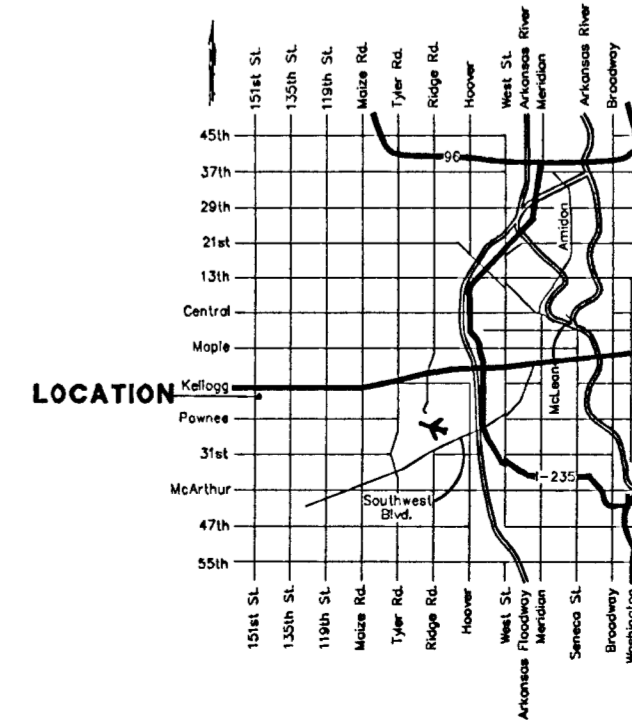 151st St.
135th St.
119th St.
Maize Rd.
Tyler Rd.
Ridge Rd.
Hoover
West St.
Arkansas River
Meridian
Arkansas River
Broadway
45th
96
37th
29th
Amidon
21st
13th
Central
Maple
LOCATION
Kellogg
McLean
Pawnee
31st
I-235
McArthur
Southwest
Blvd.
47th
55th
151st St.
135th St.
119th St.
Maize Rd.
Tyler Rd.
Ridge Rd.
Hoover
West St.
Arkansas Floodway
Meridian
Seneca St.
Broadway
Washington